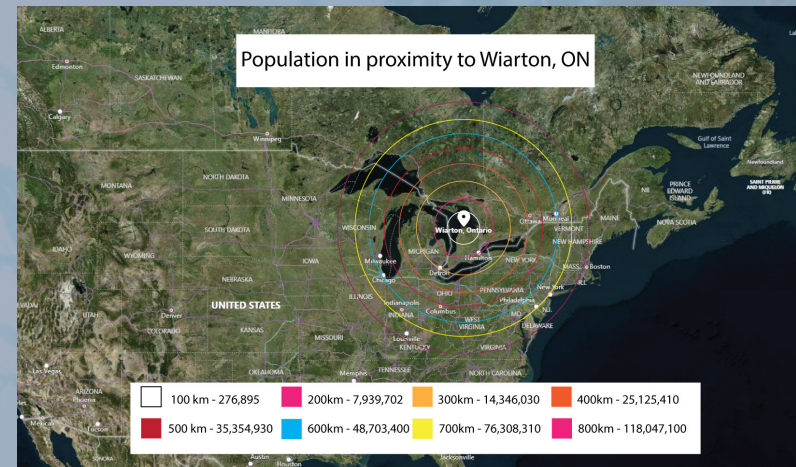 Population in proximity to Wiarton, ON
ALBERTA
MANITOBA
Edmonton
SASKATCHEWAN
NEWFOUNDLAND
AND LABRADOR
Calgary
Winnipeg
Gulf of Saint
Lawrence
Newfoundland
SAINT PIERRE
AND MIQUELON
(FR)
PRINCE
EDWARD
ISLAND
NB
NOVA SCOTIA
MAINE
MONTANA
NORTH DAKOTA
MINNESOTA
Ottawa
Montreal
VERMONT
NEW HAMPSHIRE
Wiarton, Ontario
WISCONSIN
SOUTH DAKOTA
MICHIGAN
Hamilton
NEW YORK
MASS.
Boston
R.I.
IDAHO
WYOMING
IOWA
Milwaukee
Detroit
Chicago
NEBRASKA
ILLINOIS
OHIO
PENNSYLVANIA
New York
Philadelphia
N.J.
UNITED STATES
Indianapolis
INDIANA
Columbus
WEST
VIRGINIA
MD.
DELAWARE
UTAH
Denver
COLORADO
KANSAS
MISSOURI
Louisville
KENTUCKY
VIRGINIA
Las Vegas
OKLAHOMA
Memphis
TENNESSEE
NORTH CAROLINA
ARIZONA
Phoenix
Tucson
Mexicali
SONORA
Austin
Houston
Jacksonville
100 km - 276,895
200km - 7,939,702
300km - 14,346,030
400km - 25,125,410
500 km - 35,354,930
600km - 48,703,400
700km - 76,308,310
800km - 118,047,100